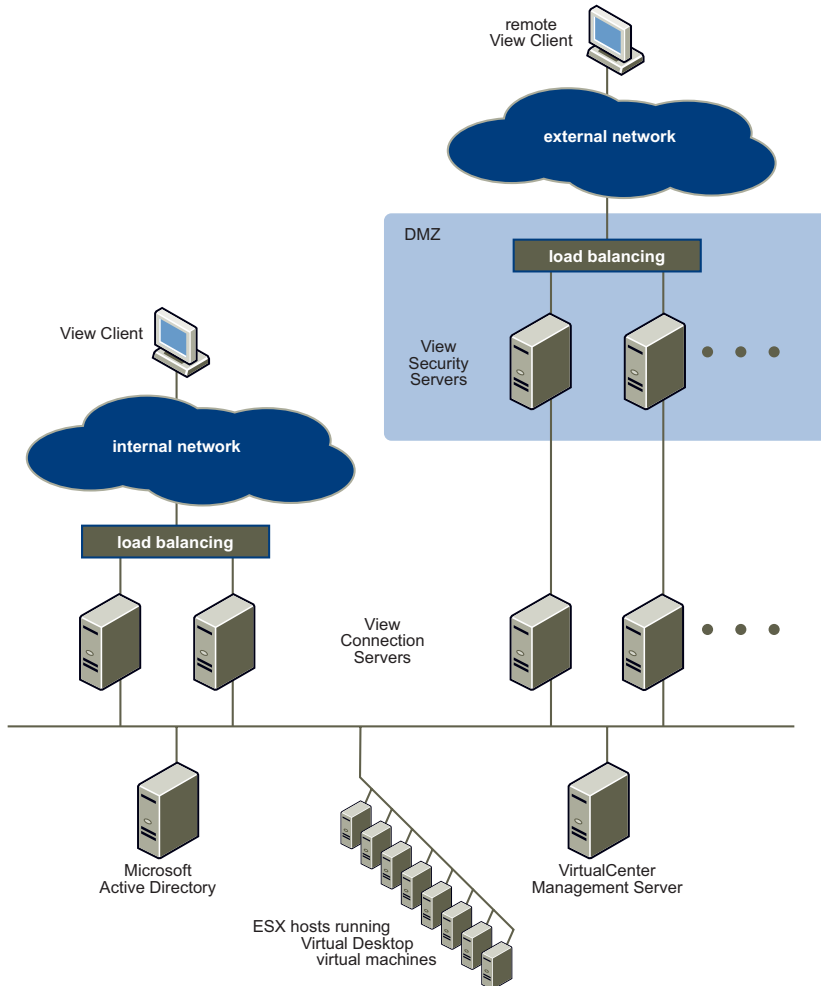 remote
View Client
external network
DMZ
load balancing
View Client
View
Security
Servers
internal network
load balancing
View
Connection
Servers
Microsoft
Active Directory
VirtualCenter
Management Server
ESX hosts running
Virtual Desktop
virtual machines